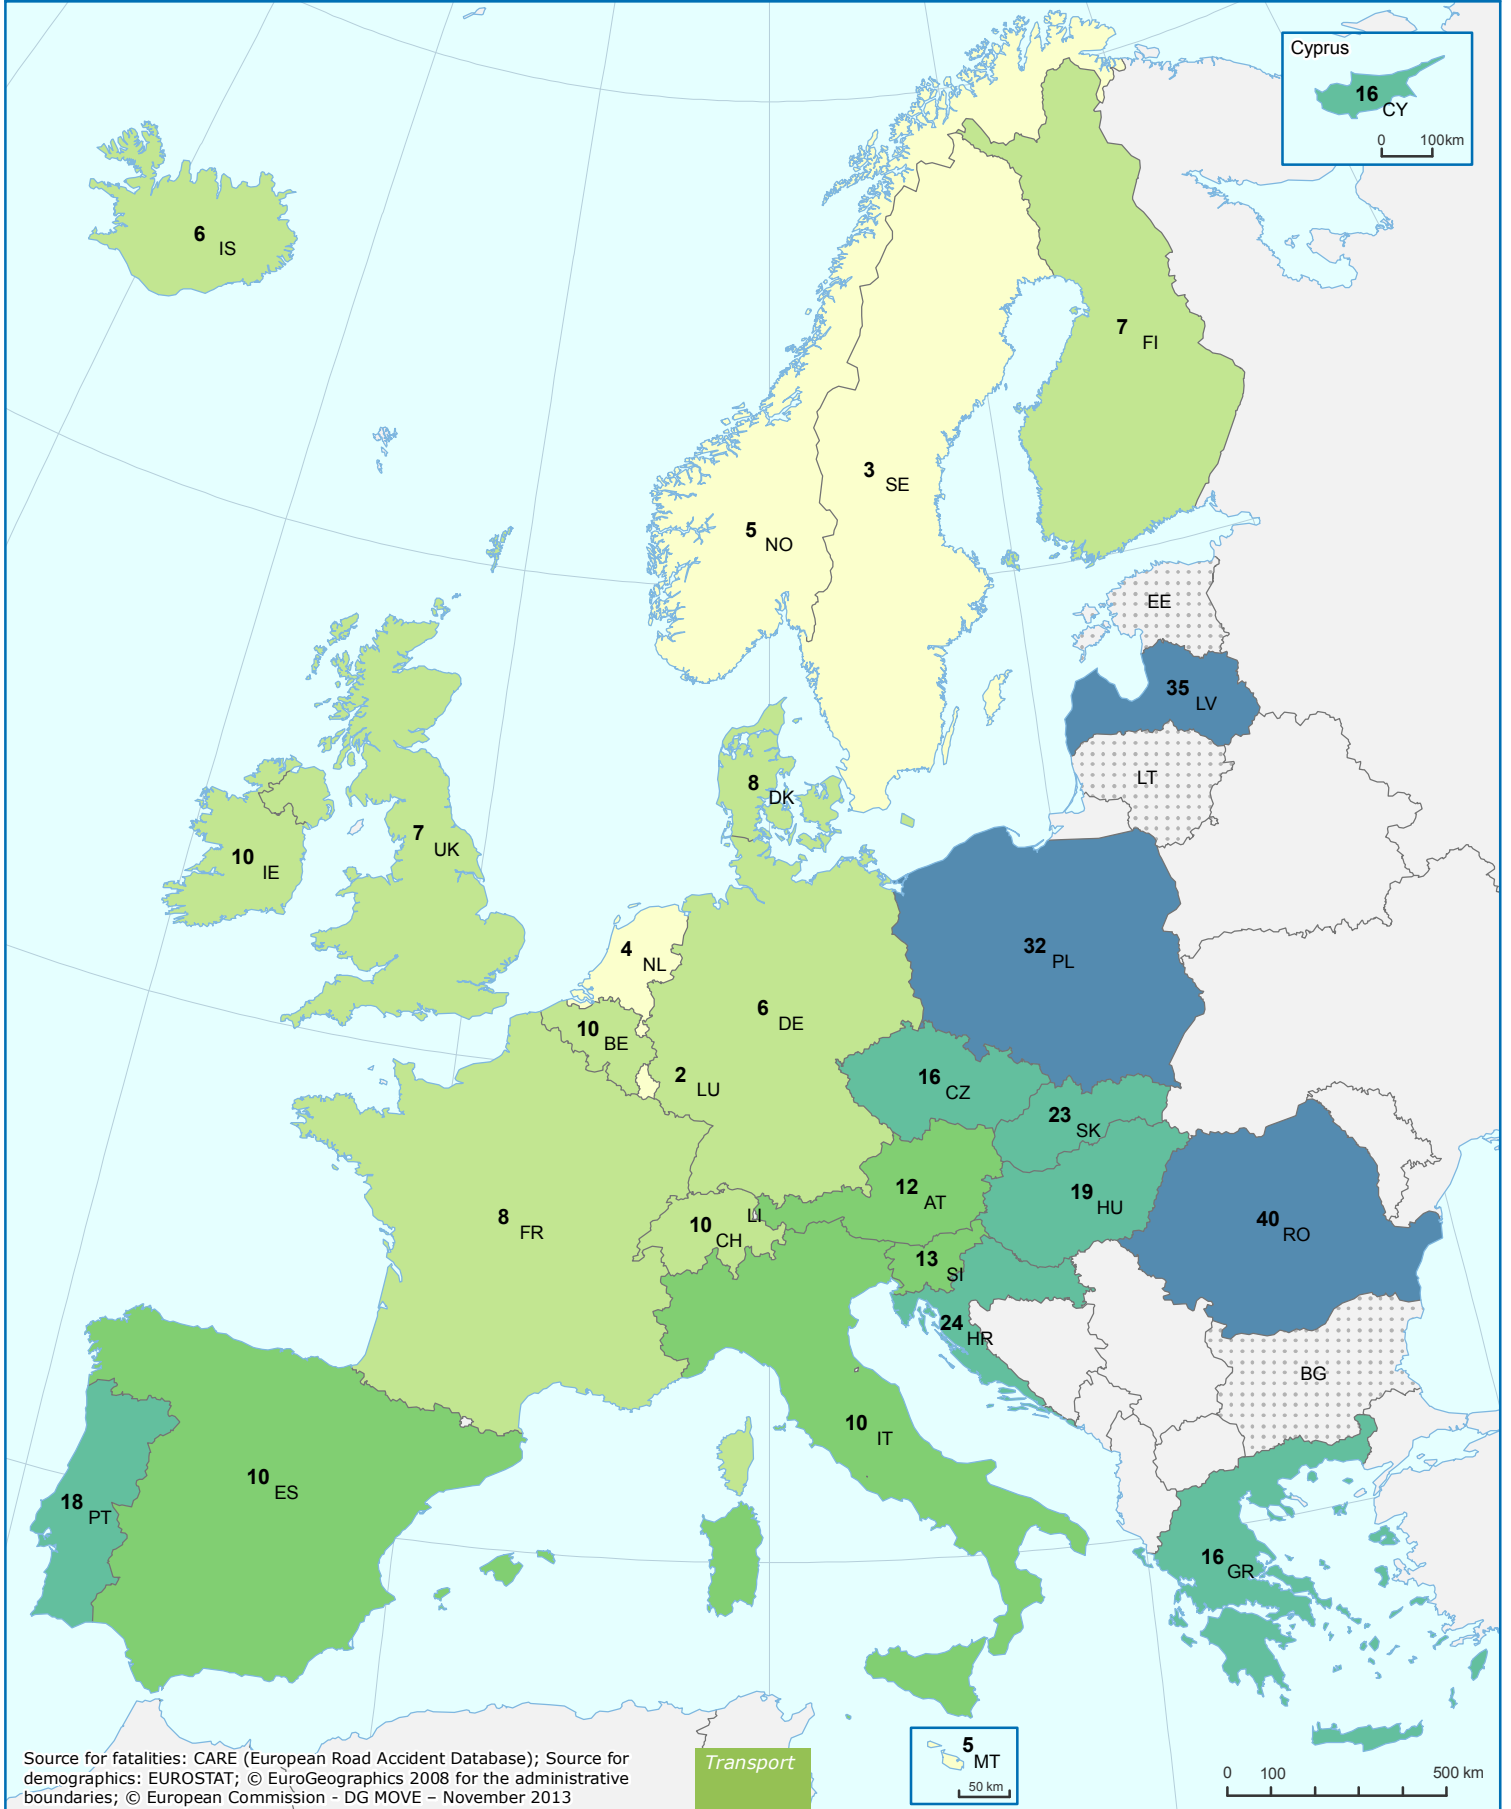 Cyprus
16
CY
0 100km
6
IS
7
FI
3
SE
5
NO
EE
35
LV
LT
8
DK
7
UK
10
IE
4
NL
32
PL
6
DE
10
BE
2
LU
16
CZ
23
SK
12
AT
19
HU
8
FR
10
CH
LI
40
RO
13
SI
24
HR
BG
10
IT
10
ES
18
PT
16
GR
5
MT
50 km
0 100 500 km
Transport
Source for fatalities: CARE (European Road Accident Database); Source for
demographics: EUROSTAT; © EuroGeographics 2008 for the administrative
boundaries; © European Commission - DG MOVE – November 2013